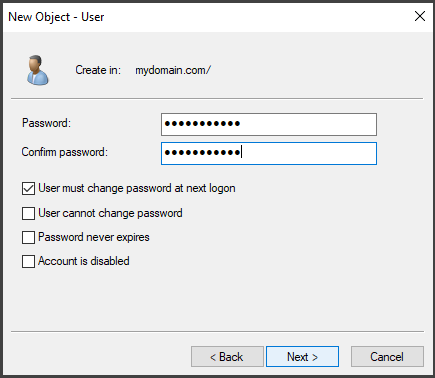 New Object - User
Create in: mydomain.com/
Password: ●●●●●●●●●●●
Confirm password: ●●●●●●●●●●●
User must change password at next logon
User cannot change password
Password never expires
Account is disabled
< Back Next > Cancel